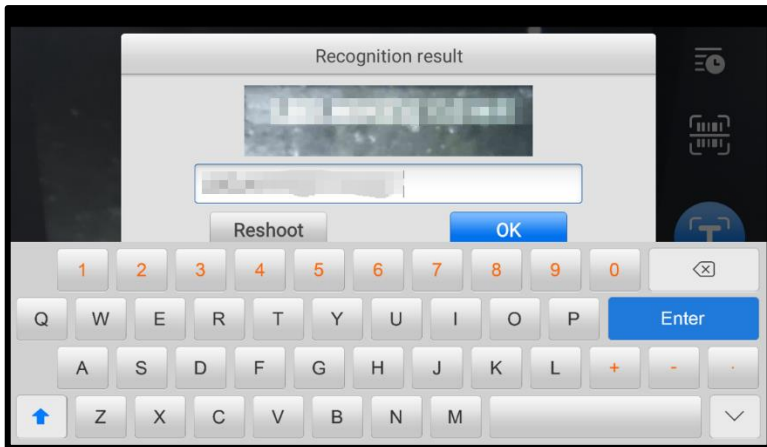 Recognition result
Reshoot
OK
1 2 3 4 5 6 7 8 9 0
Q W E R T Y U I O P Enter
A S D F G H J K L + - .
Z X C V B N M